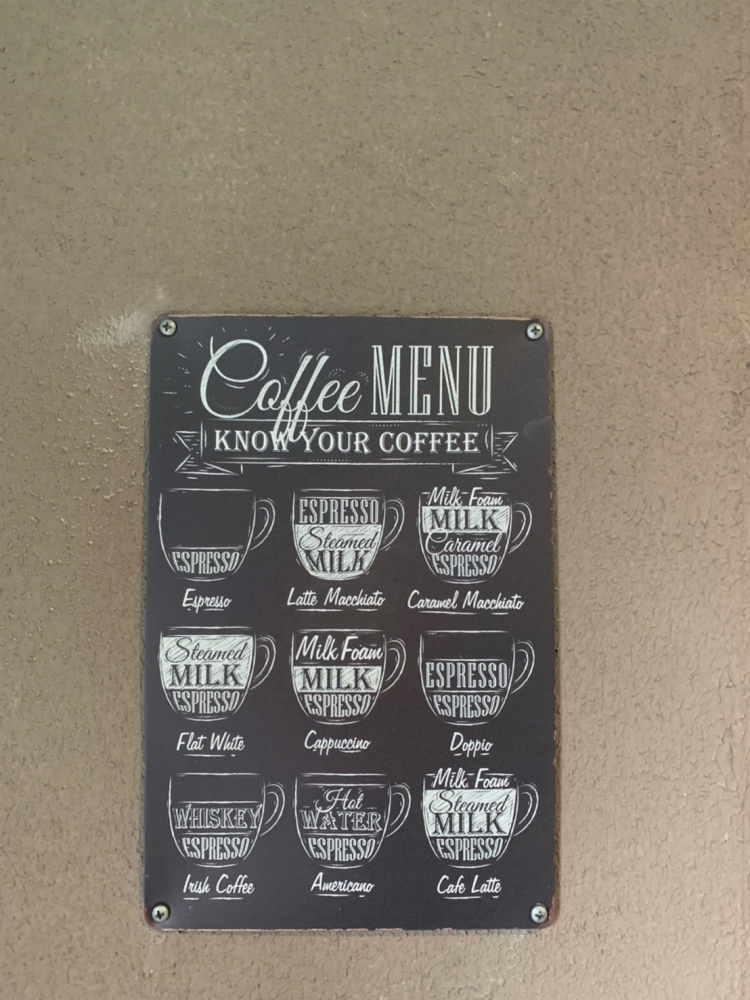 Coffee MENU
KNOW YOUR COFFEE
ESPRESSO
Espresso
ESPRESSO
Steamed
MILK
Latte Macchiato
Milk Foam
MILK
Caramel
ESPRESSO
Caramel Macchiato
Steamed
MILK
ESPRESSO
Flat White
Milk Foam
MILK
ESPRESSO
Cappuccino
ESPRESSO
ESPRESSO
Doppio
WHISKEY
ESPRESSO
Irish Coffee
Hot
WATER
ESPRESSO
Americano
Milk Foam
Steamed
MILK
ESPRESSO
Cafe Latte